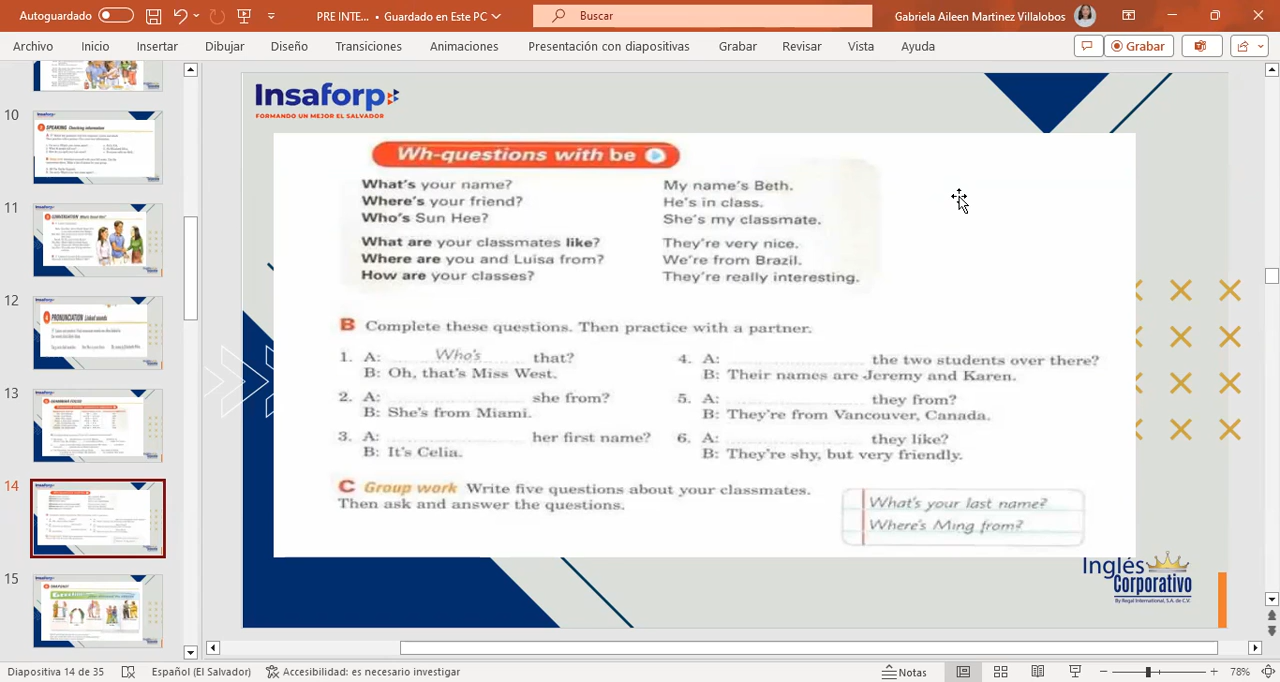 Autoguardado
PRE INTE... • Guardado en Este PC
Buscar
Gabriela Aileen Martinez Villalobos
Archivo Inicio Insertar Dibujar Diseño Transiciones Animaciones Presentación con diapositivas Grabar Revisar Vista Ayuda
Grabar
10
11
12
13
14
15
Insaforp
FORMANDO UN MEJOR EL SALVADOR
Wh-questions with be
What's your name? My name's Beth.
Where's your friend? He's in class.
Who's Sun Hee? She's my classmate.
What are your classmates like? They're very nice.
Where are you and Luisa from? We're from Brazil.
How are your classes? They're really interesting.
B Complete these questions. Then practice with a partner.
1. A: Who's that?
B: Oh, that's Miss West.
2. A: she from?
B: She's from Miami.
3. A: her first name?
B: It's Celia.
4. A: the two students over there?
B: Their names are Jeremy and Karen.
5. A: they from?
B: They're from Vancouver, Canada.
6. A: they like?
B: They're shy, but very friendly.
C Group work Write five questions about your classmates.
Then ask and answer the questions.
What's your last name?
Where's Ming from?
Inglés
Corporativo
By Regal International, S.A. de C.V.
Diapositiva 14 de 35
Español (El Salvador)
Accesibilidad: es necesario investigar
Notas
78%